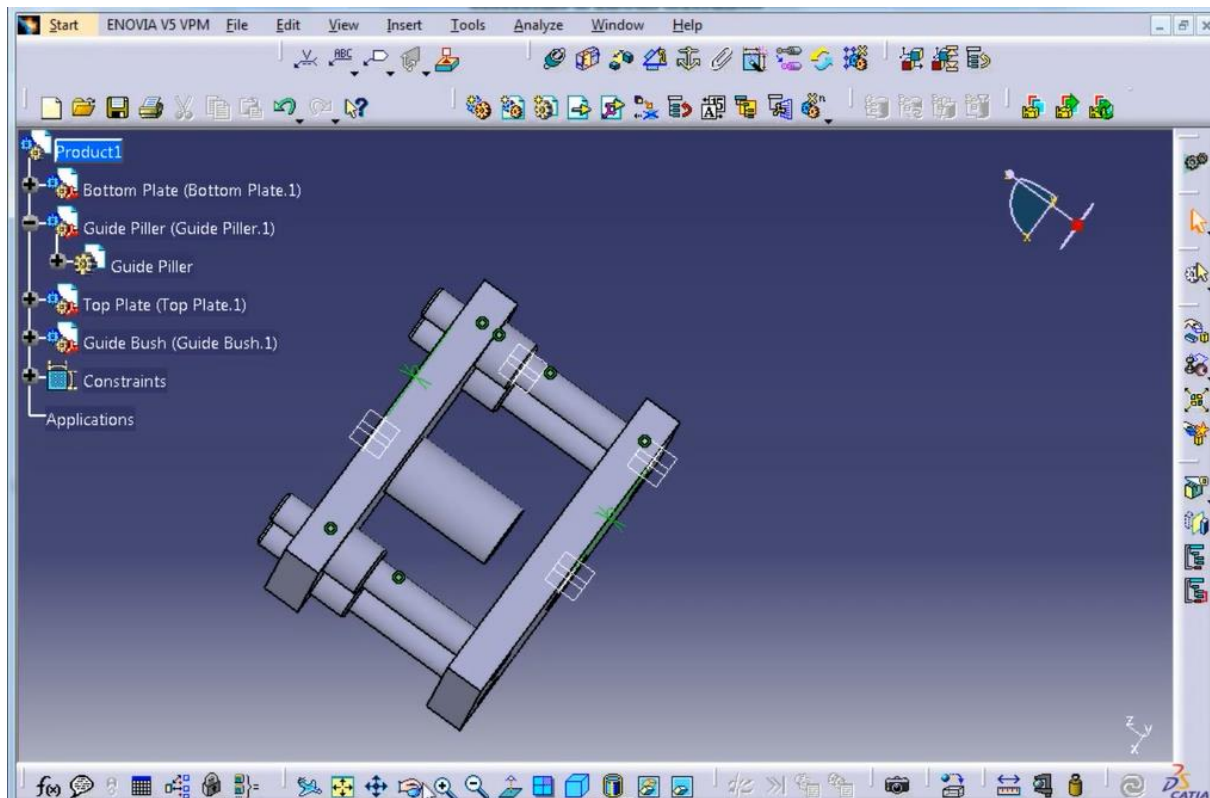 Start ENOVIA V5 VPM File Edit View Insert Tools Analyze Window Help
ABC
A
f(x)
Product1
Bottom Plate (Bottom Plate.1)
Guide Piller (Guide Piller.1)
Guide Piller
Top Plate (Top Plate.1)
Guide Bush (Guide Bush.1)
Constraints
Applications
z
y
x
CATIA